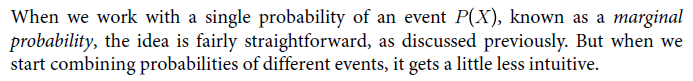 When we work with a single probability of an event P(X), known as a marginal
probability, the idea is fairly straightforward, as discussed previously. But when we
start combining probabilities of different events, it gets a little less intuitive.